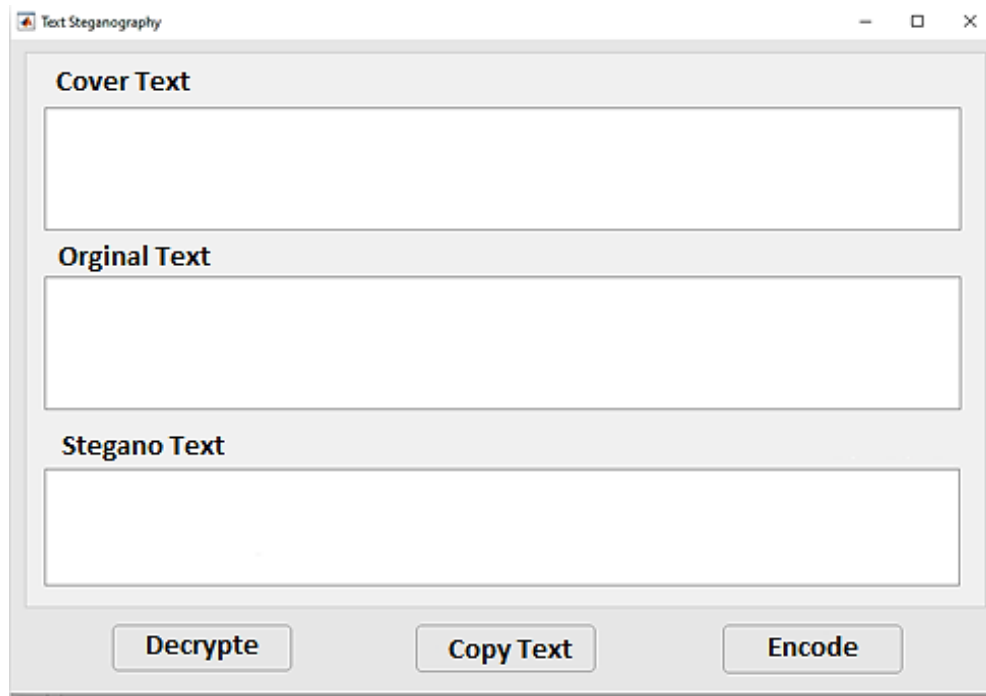 Text Steganography
Cover Text
Orginal Text
Stegano Text
Decrypte
Copy Text
Encode